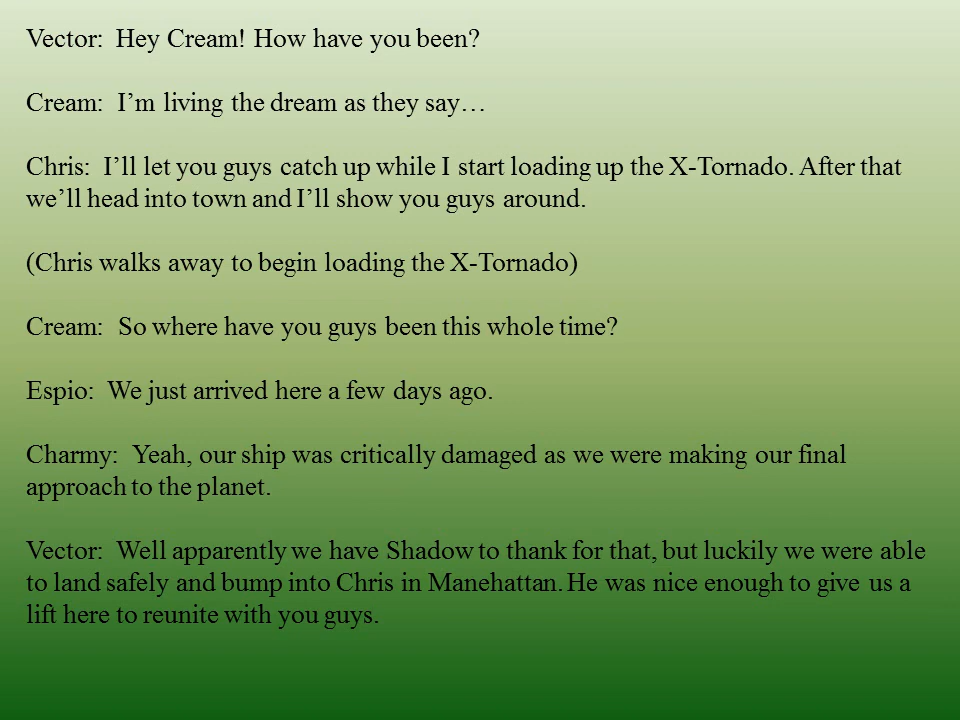 Vector:  Hey Cream! How have you been?
Cream:  I’m living the dream as they say…
Chris:  I’ll let you guys catch up while I start loading up the X-Tornado. After that
we’ll head into town and I’ll show you guys around.
(Chris walks away to begin loading the X-Tornado)
Cream:  So where have you guys been this whole time?
Espio:  We just arrived here a few days ago.
Charmy:  Yeah, our ship was critically damaged as we were making our final
approach to the planet.
Vector:  Well apparently we have Shadow to thank for that, but luckily we were able
to land safely and bump into Chris in Manehattan. He was nice enough to give us a
lift here to reunite with you guys.